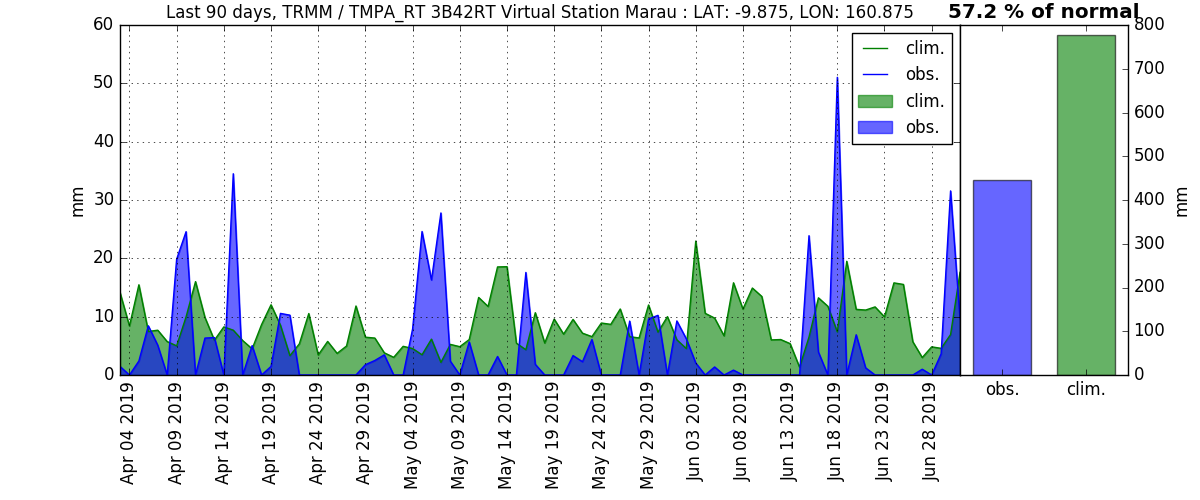 Last 90 days, TRMM / TMPA_RT 3B42RT Virtual Station Marau : LAT: -9.875, LON: 160.875
57.2 % of normal
clim.
obs.
clim.
obs.
60
50
40
30
20
10
0
mm
800
700
600
500
400
300
200
100
0
mm
Apr 04 2019
Apr 09 2019
Apr 14 2019
Apr 19 2019
Apr 24 2019
Apr 29 2019
May 04 2019
May 09 2019
May 14 2019
May 19 2019
May 24 2019
May 29 2019
Jun 03 2019
Jun 08 2019
Jun 13 2019
Jun 18 2019
Jun 23 2019
Jun 28 2019
obs.
clim.